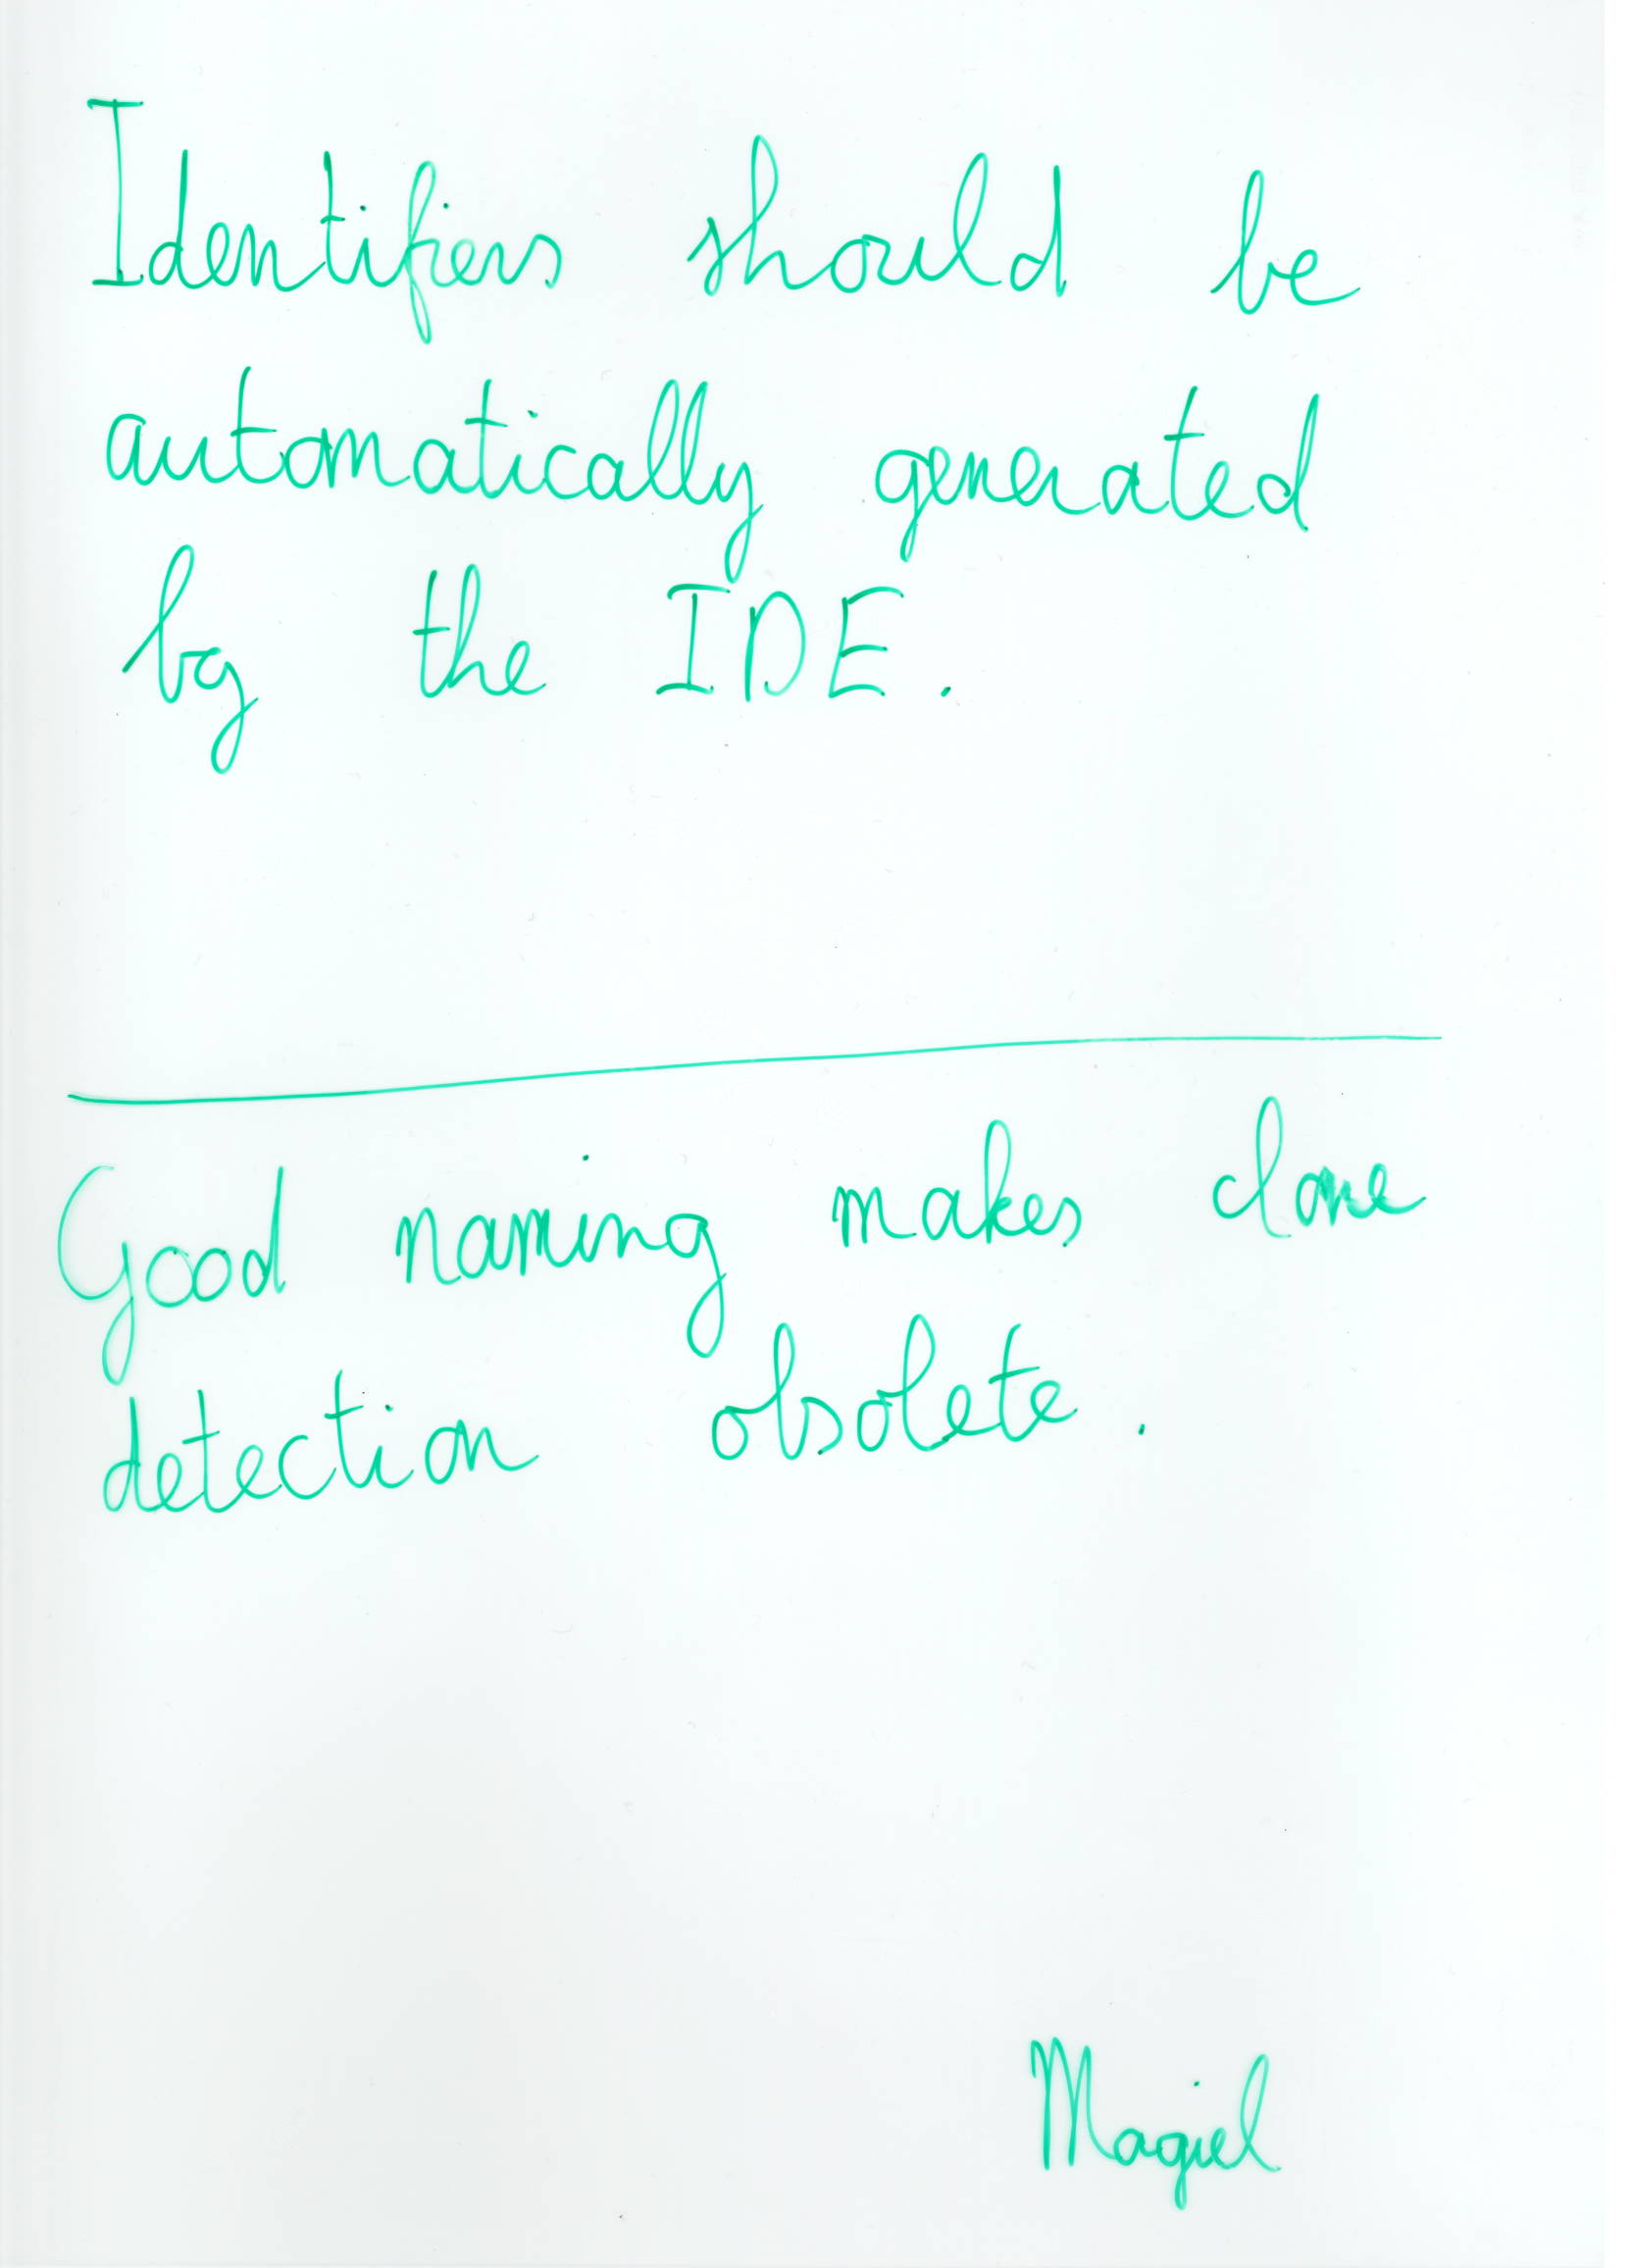 Identifiers should be
automatically generated
by the IDE.
Good naming makes clone
detection obsolete.
Magiel